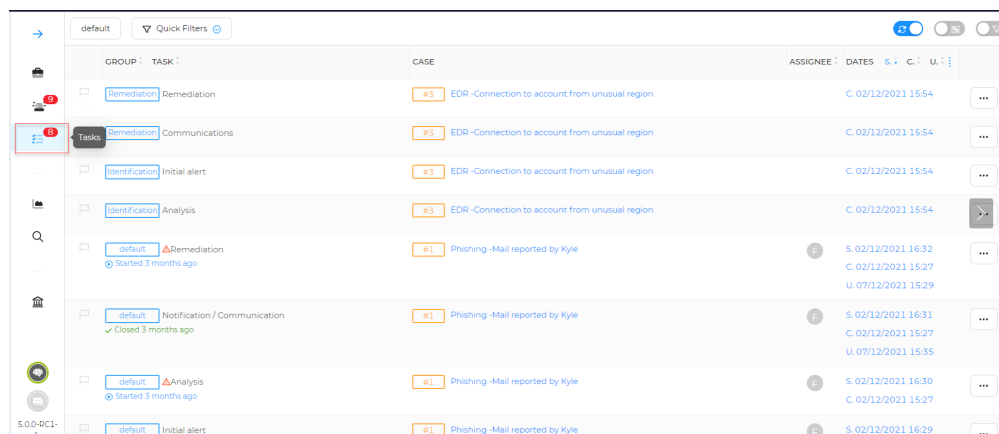 default Quick Filters
GROUP TASK CASE ASSIGNEE DATES S. C. U.
9
Remediation Remediation #3 EDR -Connection to account from unusual region C. 02/12/2021 15:54
8 Tasks
Remediation Communications #3 EDR -Connection to account from unusual region C. 02/12/2021 15:54
Identification Initial alert #3 EDR -Connection to account from unusual region C. 02/12/2021 15:54
Identification Analysis #3 EDR -Connection to account from unusual region C. 02/12/2021 15:54
default Remediation #1 Phishing -Mail reported by Kyle F S. 02/12/2021 16:32
Started 3 months ago C. 02/12/2021 15:27
U. 07/12/2021 15:29
default Notification / Communication #1 Phishing -Mail reported by Kyle F S. 02/12/2021 16:31
Closed 3 months ago C. 02/12/2021 15:27
U. 07/12/2021 15:35
default Analysis #1 Phishing -Mail reported by Kyle F S. 02/12/2021 16:30
Started 3 months ago C. 02/12/2021 15:27
5.0.0-RC1-
default Initial alert #1 Phishing -Mail reported by Kyle S. 02/12/2021 16:29